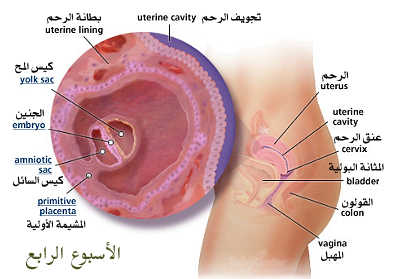 بطانة الرحم
uterine lining
uterine cavity تجويف الرحم
كيس المح
yolk sac
الجنين
embryo
amniotic
sac
كيس السائل
primitive
placenta
المشيمة الأولية
الأسبوع الرابع
الرحم
uterus
uterine
cavity
عنق الرحم
cervix
المثانة البولية
bladder
القولون
colon
vagina
المهبل
BabyCenter